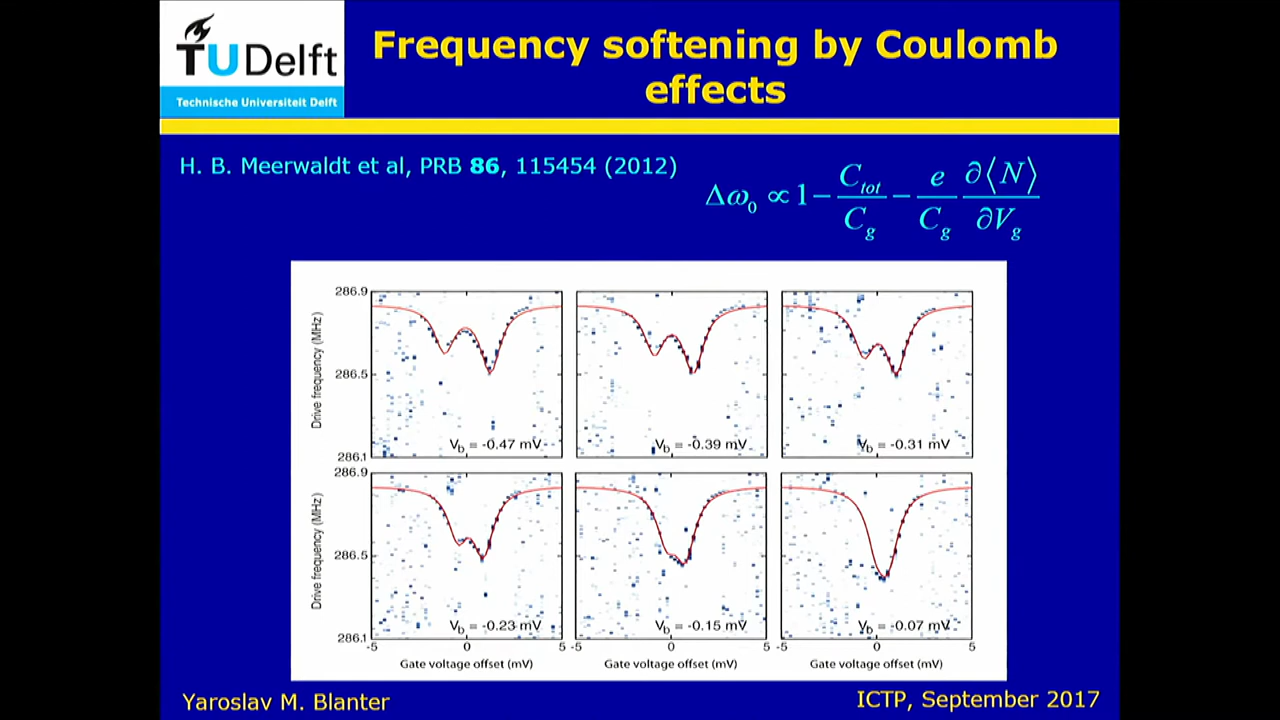 TUDelft
Technische Universiteit Delft
Frequency softening by Coulomb
effects
H. B. Meerwaldt et al, PRB 86, 115454 (2012)
Δω₀ ∝ 1 − C_tot/C_g − e/C_g ∂⟨N⟩/∂V_g
286.9
286.5
286.1
Drive frequency (MHz)
V_b = -0.47 mV
V_b = -0.39 mV
V_b = -0.31 mV
286.9
286.5
286.1
Drive frequency (MHz)
V_b = -0.23 mV
V_b = -0.15 mV
V_b = -0.07 mV
-5 0 5 -5 0 5 -5 0 5
Gate voltage offset (mV) Gate voltage offset (mV) Gate voltage offset (mV)
Yaroslav M. Blanter
ICTP, September 2017